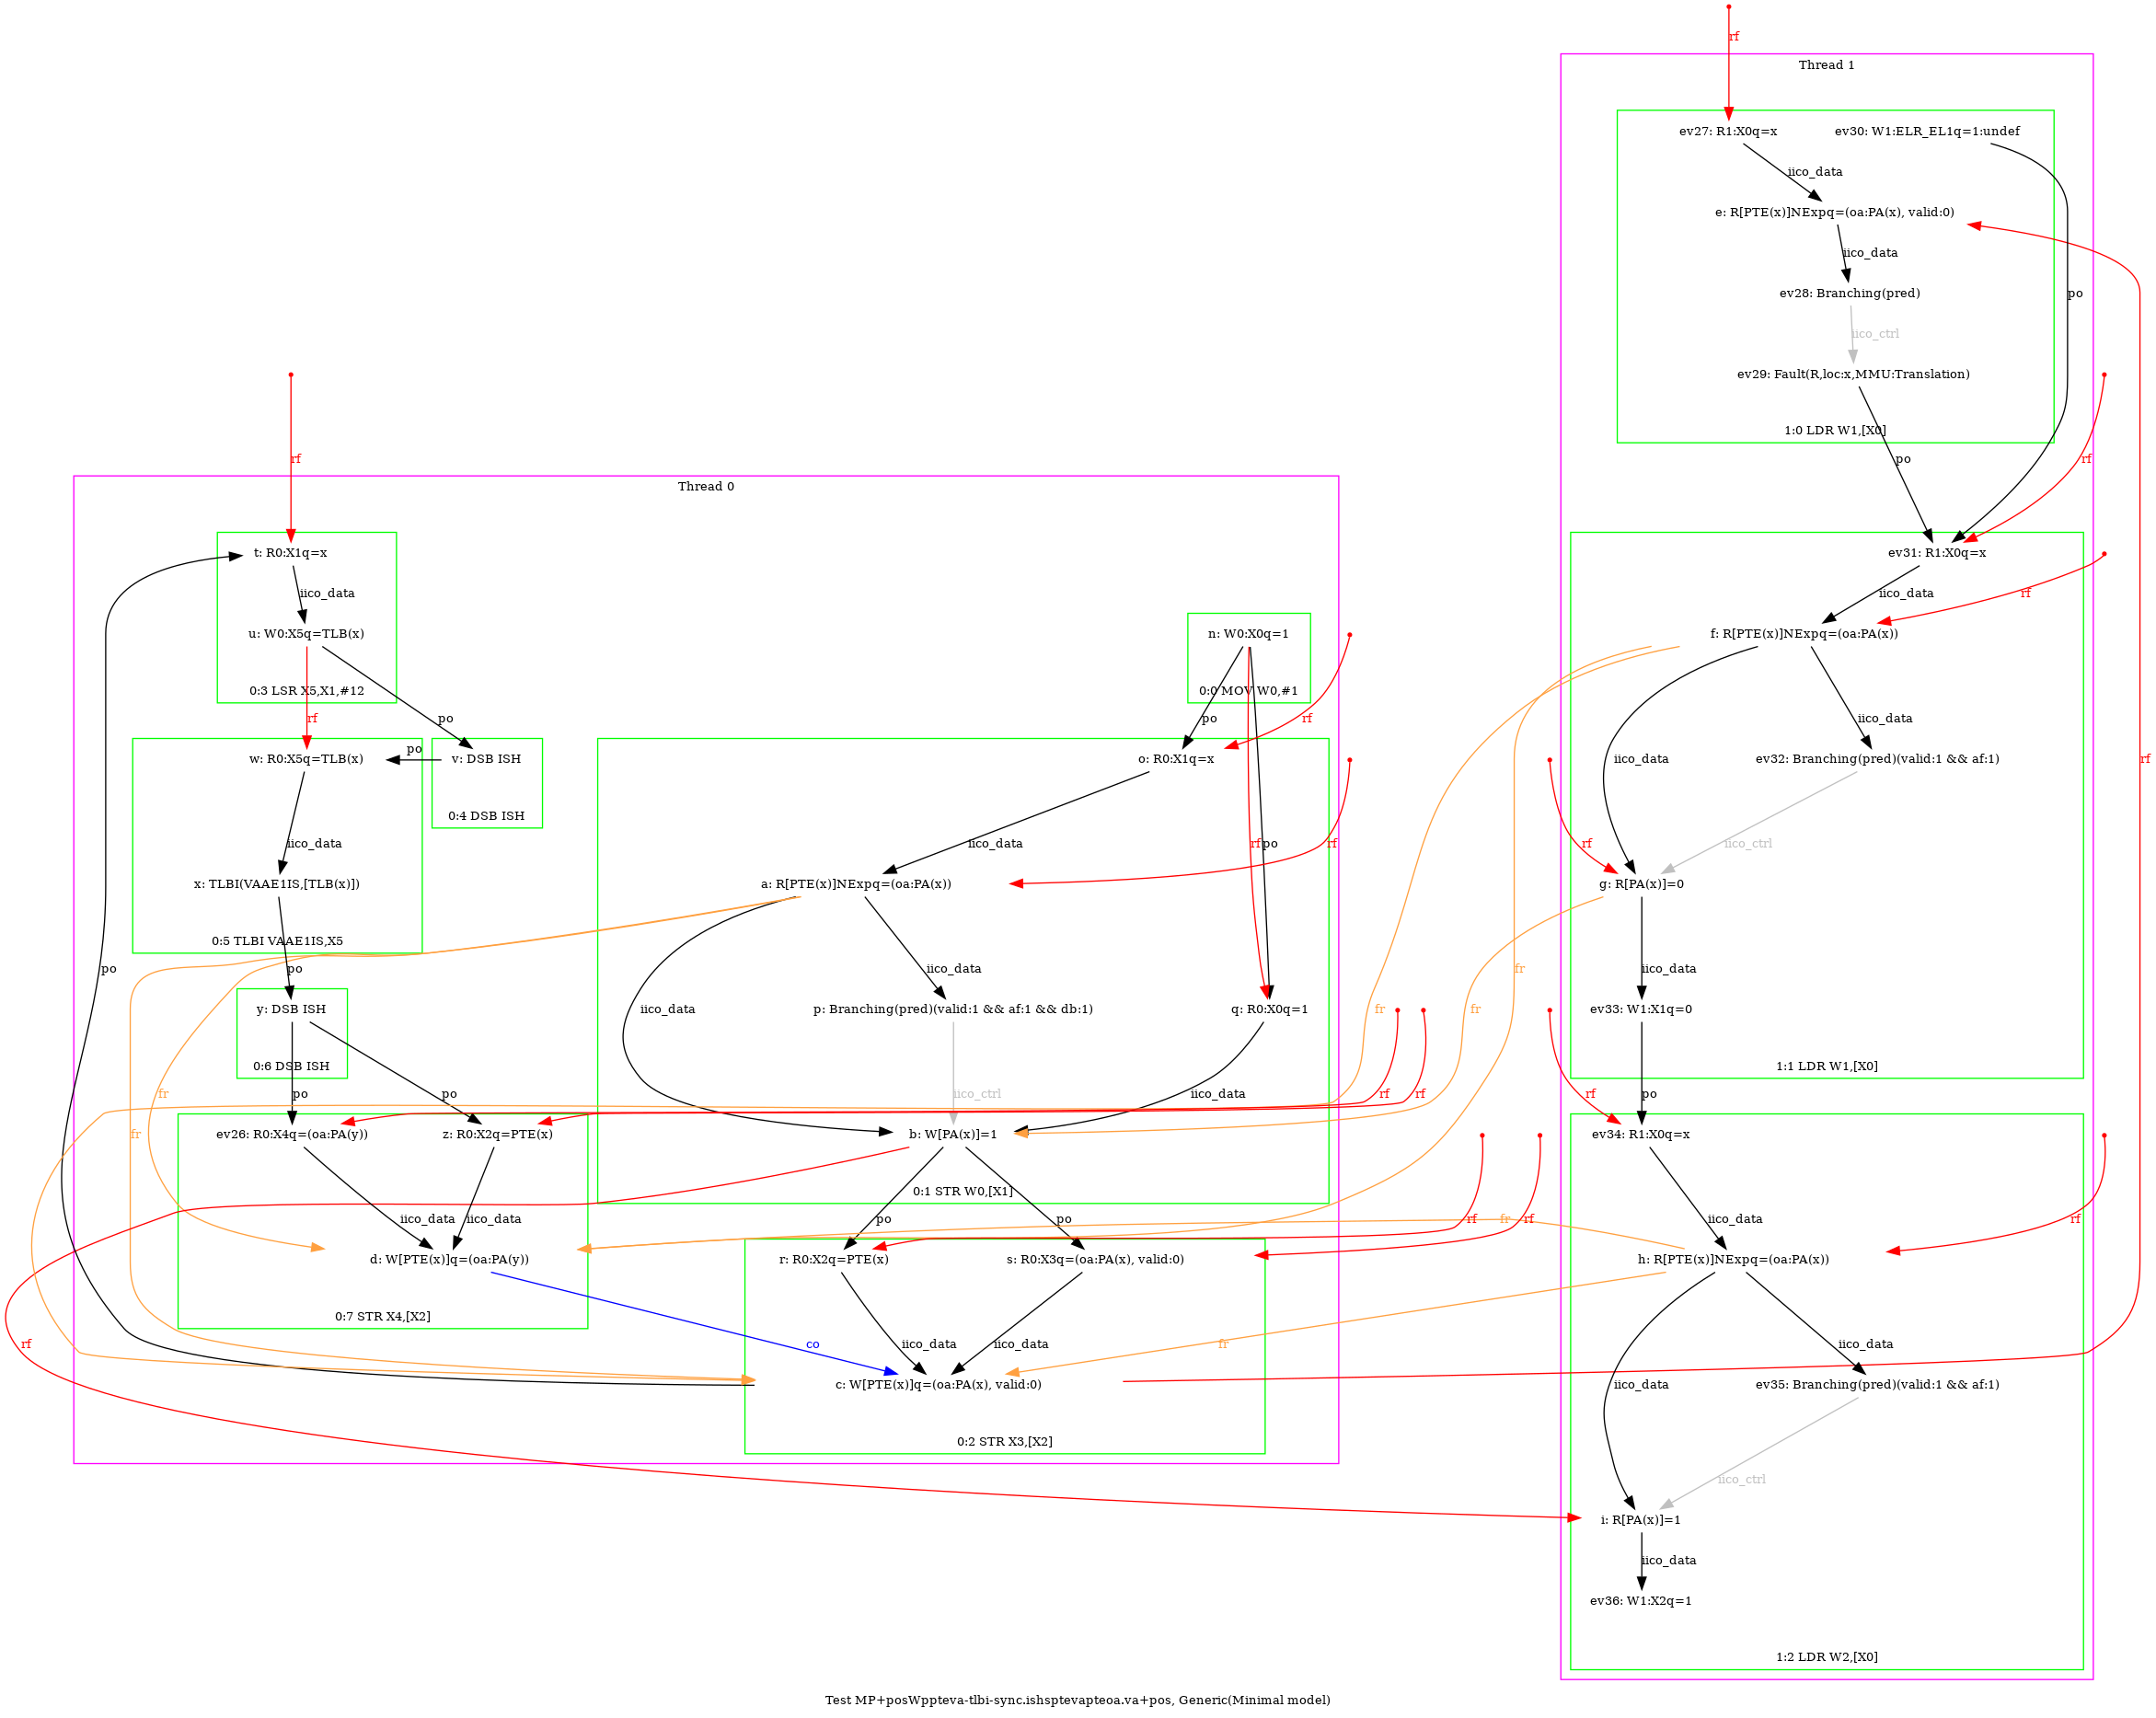 rf
Thread 1
ev27: R1:X0q=x
ev30: W1:ELR_EL1q=1:undef
iico_data
e: R[PTE(x)]NExpq=(oa:PA(x), valid:0)
iico_data
po
ev28: Branching(pred)
iico_ctrl
ev29: Fault(R,loc:x,MMU:Translation)
1:0 LDR W1,[X0]
rf
po
rf
Thread 0
t: R0:X1q=x
ev31: R1:X0q=x
iico_data
iico_data
rf
u: W0:X5q=TLB(x)
n: W0:X0q=1
f: R[PTE(x)]NExpq=(oa:PA(x))
0:3 LSR X5,X1,#12
0:0 MOV W0,#1
rf
po
po
rf
iico_data
po
w: R0:X5q=TLB(x)
v: DSB ISH
o: R0:X1q=x
iico_data
ev32: Branching(pred)(valid:1 && af:1)
rf
0:4 DSB ISH
iico_data
iico_data
rf
po
rf
rf
iico_ctrl
x: TLBI(VAAE1IS,[TLB(x)])
a: R[PTE(x)]NExpq=(oa:PA(x))
g: R[PA(x)]=0
0:5 TLBI VAAE1IS,X5
po
po
iico_data
fr
iico_data
y: DSB ISH
iico_data
p: Branching(pred)(valid:1 && af:1 && db:1)
q: R0:X0q=1
fr
fr
ev33: W1:X1q=0
0:6 DSB ISH
1:1 LDR W1,[X0]
fr
po
po
iico_ctrl
iico_data
rf
rf
rf
po
fr
ev26: R0:X4q=(oa:PA(y))
z: R0:X2q=PTE(x)
b: W[PA(x)]=1
ev34: R1:X0q=x
0:1 STR W0,[X1]
iico_data
iico_data
po
po
rf
rf
fr
iico_data
rf
d: W[PTE(x)]q=(oa:PA(y))
r: R0:X2q=PTE(x)
s: R0:X3q=(oa:PA(x), valid:0)
h: R[PTE(x)]NExpq=(oa:PA(x))
0:7 STR X4,[X2]
rf
co
iico_data
iico_data
fr
iico_data
iico_data
c: W[PTE(x)]q=(oa:PA(x), valid:0)
ev35: Branching(pred)(valid:1 && af:1)
0:2 STR X3,[X2]
iico_ctrl
i: R[PA(x)]=1
iico_data
ev36: W1:X2q=1
1:2 LDR W2,[X0]
Test MP+posWppteva-tlbi-sync.ishsptevapteoa.va+pos, Generic(Minimal model)